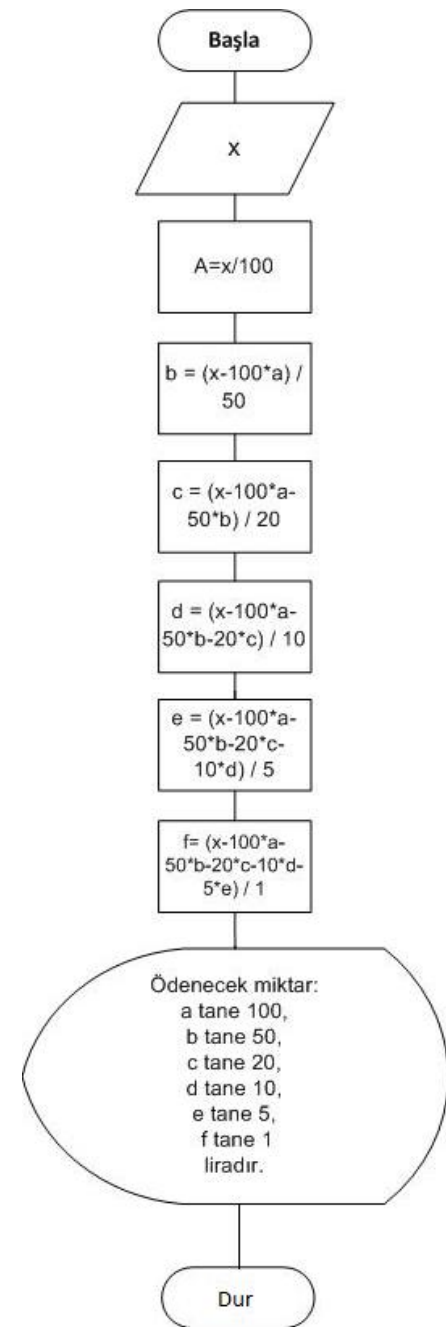 Başla
x
A=x/100
b = (x-100*a) /
50
c = (x-100*a-
50*b) / 20
d = (x-100*a-
50*b-20*c) / 10
e = (x-100*a-
50*b-20*c-
10*d) / 5
f= (x-100*a-
50*b-20*c-10*d-
5*e) / 1
Ödenecek miktar:
a tane 100,
b tane 50,
c tane 20,
d tane 10,
e tane 5,
f tane 1
liradır.
Dur